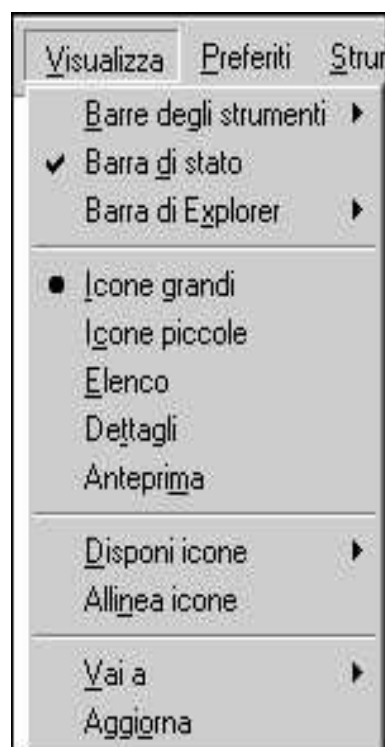 Visualizza Preferiti
Barre degli strumenti
Barra di stato
Barra di Explorer
Icone grandi
Icone piccole
Elenco
Dettagli
Anteprima
Disponi icone
Allinea icone
Vai a
Aggiorna